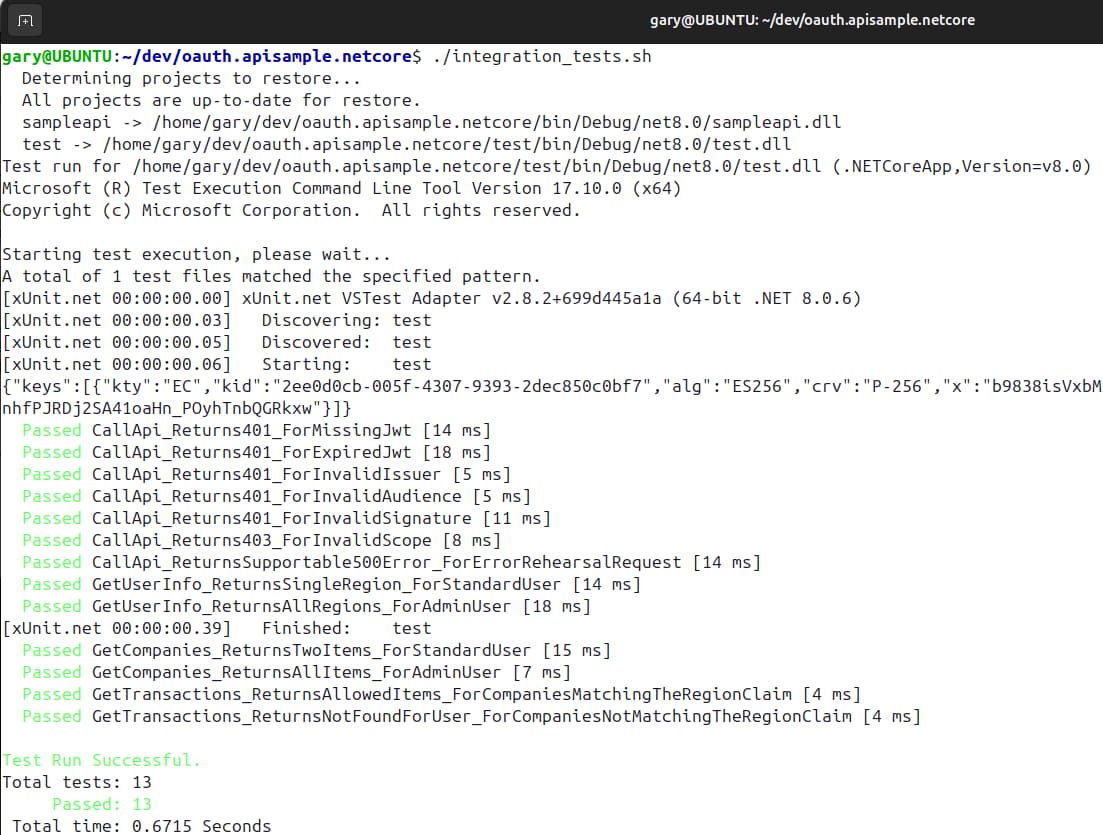 gary@UBUNTU: ~/dev/oauth.apisample.netcore
gary@UBUNTU:~/dev/oauth.apisample.netcore$ ./integration_tests.sh
  Determining projects to restore...
  All projects are up-to-date for restore.
  sampleapi -> /home/gary/dev/oauth.apisample.netcore/bin/Debug/net8.0/sampleapi.dll
  test -> /home/gary/dev/oauth.apisample.netcore/test/bin/Debug/net8.0/test.dll
Test run for /home/gary/dev/oauth.apisample.netcore/test/bin/Debug/net8.0/test.dll (.NETCoreApp,Version=v8.0)
Microsoft (R) Test Execution Command Line Tool Version 17.10.0 (x64)
Copyright (c) Microsoft Corporation.  All rights reserved.

Starting test execution, please wait...
A total of 1 test files matched the specified pattern.
[xUnit.net 00:00:00.00] xUnit.net VSTest Adapter v2.8.2+699d445a1a (64-bit .NET 8.0.6)
[xUnit.net 00:00:00.03]   Discovering: test
[xUnit.net 00:00:00.05]   Discovered:  test
[xUnit.net 00:00:00.06]   Starting:    test
{"keys":[{"kty":"EC","kid":"2ee0d0cb-005f-4307-9393-2dec850c0bf7","alg":"ES256","crv":"P-256","x":"b9838isVxbM
nhfPJRDj2SA41oaHn_POyhTnbQGRkxw"}]}
  Passed CallApi_Returns401_ForMissingJwt [14 ms]
  Passed CallApi_Returns401_ForExpiredJwt [18 ms]
  Passed CallApi_Returns401_ForInvalidIssuer [5 ms]
  Passed CallApi_Returns401_ForInvalidAudience [5 ms]
  Passed CallApi_Returns401_ForInvalidSignature [11 ms]
  Passed CallApi_Returns403_ForInvalidScope [8 ms]
  Passed CallApi_ReturnsSupportable500Error_ForErrorRehearsalRequest [14 ms]
  Passed GetUserInfo_ReturnsSingleRegion_ForStandardUser [14 ms]
  Passed GetUserInfo_ReturnsAllRegions_ForAdminUser [18 ms]
[xUnit.net 00:00:00.39]   Finished:    test
  Passed GetCompanies_ReturnsTwoItems_ForStandardUser [15 ms]
  Passed GetCompanies_ReturnsAllItems_ForAdminUser [7 ms]
  Passed GetTransactions_ReturnsAllowedItems_ForCompaniesMatchingTheRegionClaim [4 ms]
  Passed GetTransactions_ReturnsNotFoundForUser_ForCompaniesNotMatchingTheRegionClaim [4 ms]

Test Run Successful.
Total tests: 13
     Passed: 13
 Total time: 0.6715 Seconds